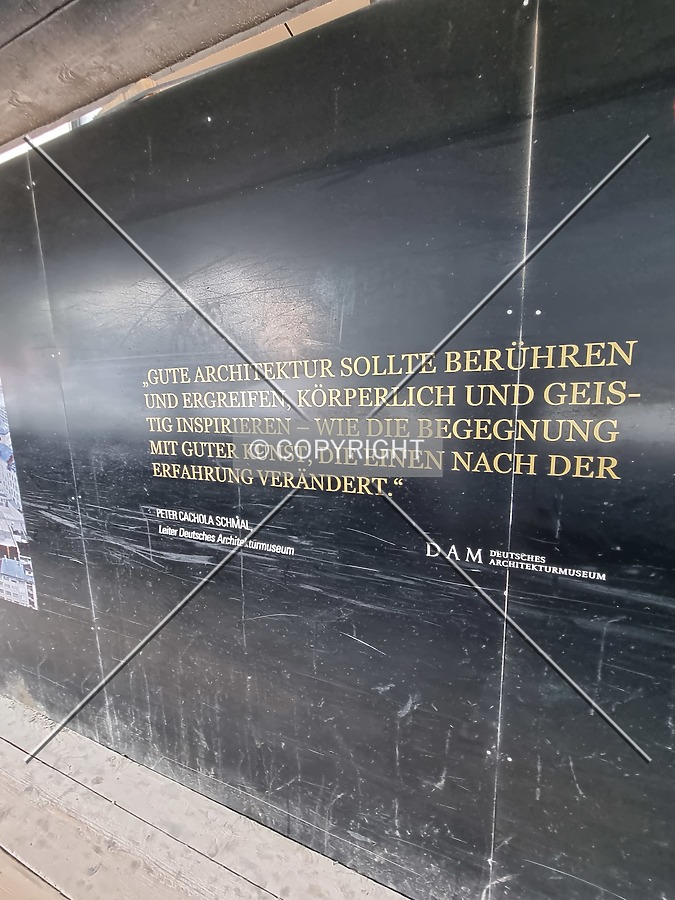 „GUTE ARCHITEKTUR SOLLTE BERÜHREN
UND ERGREIFEN, KÖRPERLICH UND GEIS-
TIG INSPIRIEREN – WIE DIE BEGEGNUNG
MIT GUTER KUNST, DIE EINEN NACH DER
ERFAHRUNG VERÄNDERT.“
© COPYRIGHT
PETER CACHOLA SCHMAL,
Leiter Deutsches Architekturmuseum
DAM DEUTSCHES
ARCHITEKTURMUSEUM